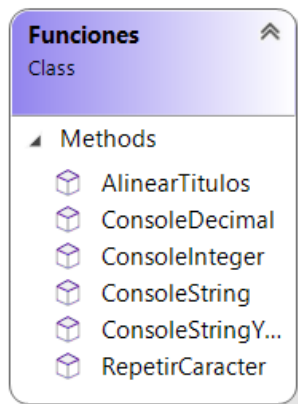 Funciones
Class
Methods
AlinearTitulos
ConsoleDecimal
ConsoleInteger
ConsoleString
ConsoleStringY...
RepetirCaracter